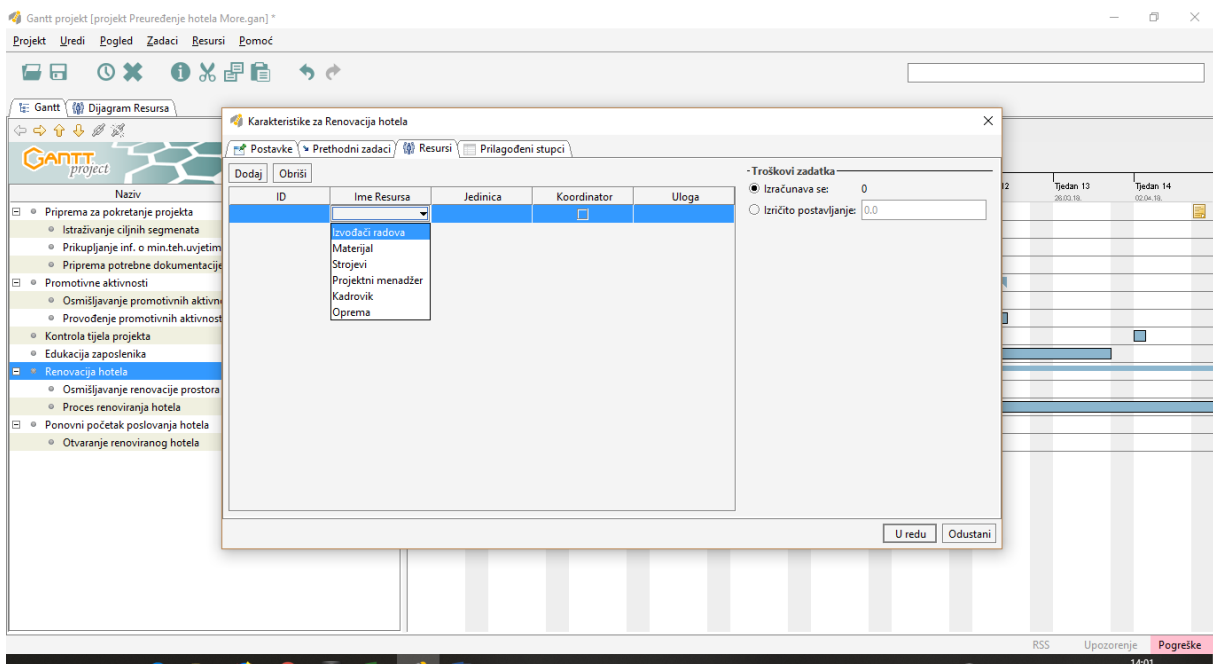 Gantt projekt [projekt Preuređenje hotela More.gan] *
Projekt Uredi Pogled Zadaci Resursi Pomoć
Gantt Dijagram Resursa
GANTT project
Naziv
Priprema za pokretanje projekta
Istraživanje ciljnih segmenata
Prikupljanje inf. o min.teh.uvjetim
Priprema potrebne dokumentacije
Promotivne aktivnosti
Osmišljavanje promotivnih aktivn
Provođenje promotivnih aktivnost
Kontrola tijela projekta
Edukacija zaposlenika
Renovacija hotela
Osmišljavanje renovacije prostora
Proces renoviranja hotela
Ponovni početak poslovanja hotela
Otvaranje renoviranog hotela
Karakteristike za Renovacija hotela
Postavke Prethodni zadaci Resursi Prilagođeni stupci
Dodaj Obriši
ID Ime Resursa Jedinica Koordinator Uloga
Izvođači radova
Materijal
Strojevi
Projektni menadžer
Kadrovik
Oprema
Troškovi zadatka
Izračunava se: 0
Izričito postavljanje: 0.0
U redu Odustani
12 Tjedan 13 Tjedan 14
26.03.18. 02.04.18.
RSS Upozorenje Pogreške
14:01